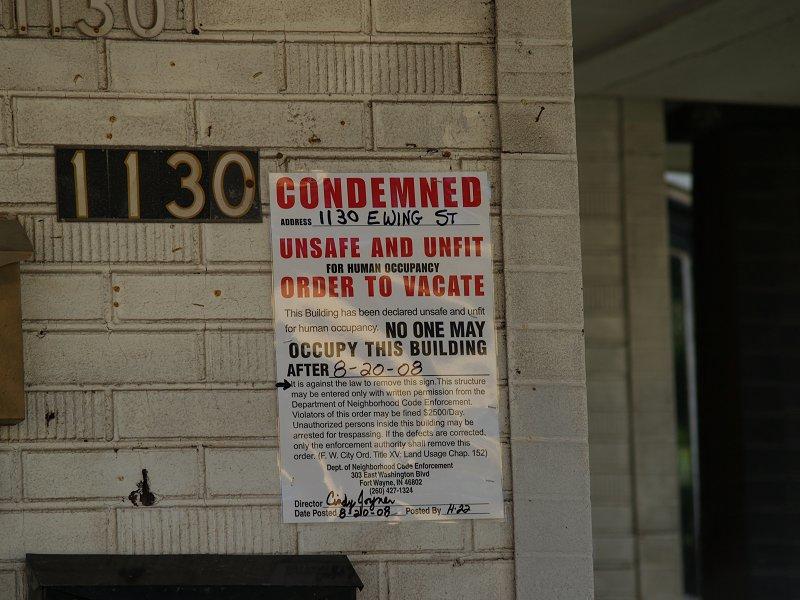 1130
1130
CONDEMNED
ADDRESS 1130 EWING ST
UNSAFE AND UNFIT
FOR HUMAN OCCUPANCY
ORDER TO VACATE
This Building has been declared unsafe and unfit
for human occupancy. NO ONE MAY
OCCUPY THIS BUILDING
AFTER 8-20-08
It is against the law to remove this sign. This structure
may be entered only with written permission from the
Department of Neighborhood Code Enforcement.
Violators of this order may be fined $2500/Day.
Unauthorized persons inside this building may be
arrested for trespassing. If the defects are corrected,
only the enforcement authority shall remove this
order. (F. W. City Ord. Title XV: Land Usage Chap. 152)
Dept. of Neighborhood Code Enforcement
303 East Washington Blvd
Fort Wayne, IN 46802
(260) 427-1324
Director Cindy Joyner
Date Posted 8-20-08 Posted By H-22